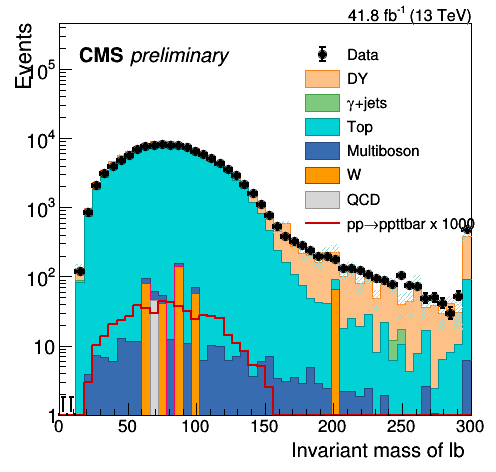 41.8 fb⁻¹ (13 TeV)
Events
CMS preliminary
Data
DY
γ+jets
Top
Multiboson
W
QCD
pp→ppttbar x 1000
10⁵
10⁴
10³
10²
10
1
0 50 100 150 200 250 300
Invariant mass of lb